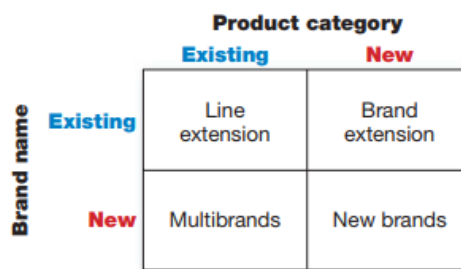 Product category
Existing New
Brand name
Existing
Line
extension
Brand
extension
New
Multibrands
New brands